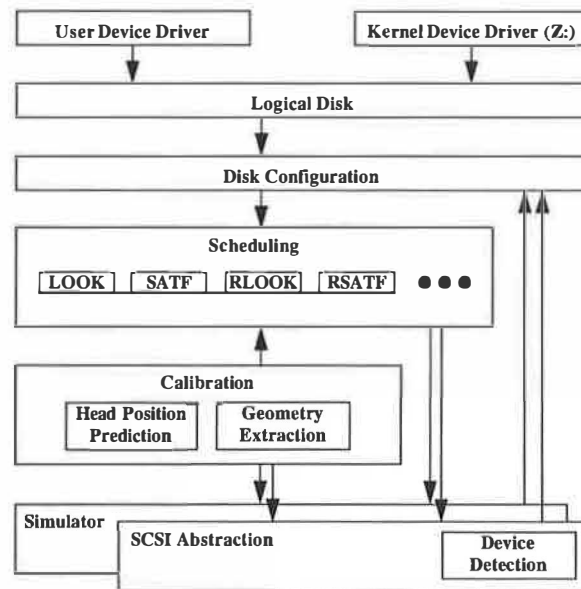 User Device Driver
Kernel Device Driver (Z:)
Logical Disk
Disk Configuration
Scheduling
LOOK SATF RLOOK RSATF
Calibration
Head Position
Prediction
Geometry
Extraction
Simulator
SCSI Abstraction
Device
Detection